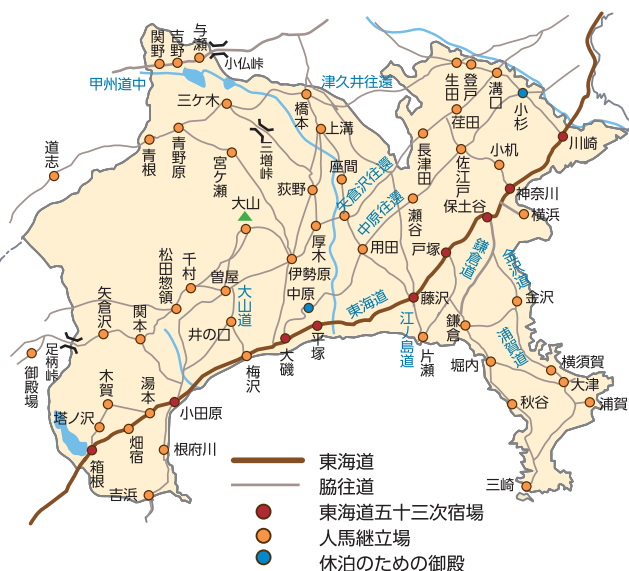 与瀬
吉野
関野
小仏峠
甲州道中
津久井往還
三ケ木
橋本
上溝
生田
登戸
溝口
小杉
荏田
川崎
道志
青根
青野原
宮ケ瀬
三増峠
座間
長津田
佐江戸
小机
荻野
矢倉沢往還
中原往還
瀬谷
保土谷
神奈川
横浜
大山
厚木
用田
戸塚
鎌倉道
金沢道
松田惣領
千村
曽屋
伊勢原
大山道
中原
東海道
藤沢
金沢
矢倉沢
関本
井の口
江ノ島道
鎌倉
浦賀道
足柄峠
御殿場
梅沢
大磯
平塚
片瀬
堀内
横須賀
大津
浦賀
木賀
湯本
小田原
塔ノ沢
畑宿
根府川
秋谷
箱根
吉浜
三崎
東海道
脇往道
東海道五十三次宿場
人馬継立場
休泊のための御殿